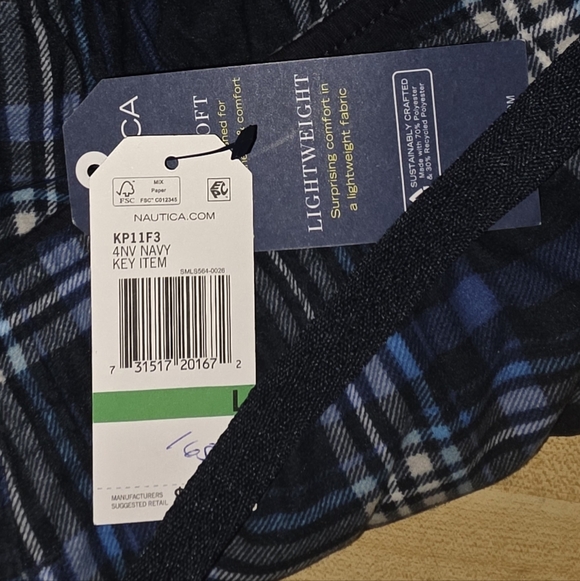 LIGHTWEIGHT
Surprising comfort in
a lightweight fabric
SUSTAINABLY CRAFTED
Made with 70% Polyester
& 30% Recycled Polyester
FSC
MIX
Paper
FSC® C012345
NAUTICA.COM
KP11F3
4NV NAVY
KEY ITEM
SMLS564-0026
7 31517 20167 2
L
MANUFACTURERS
SUGGESTED RETAIL